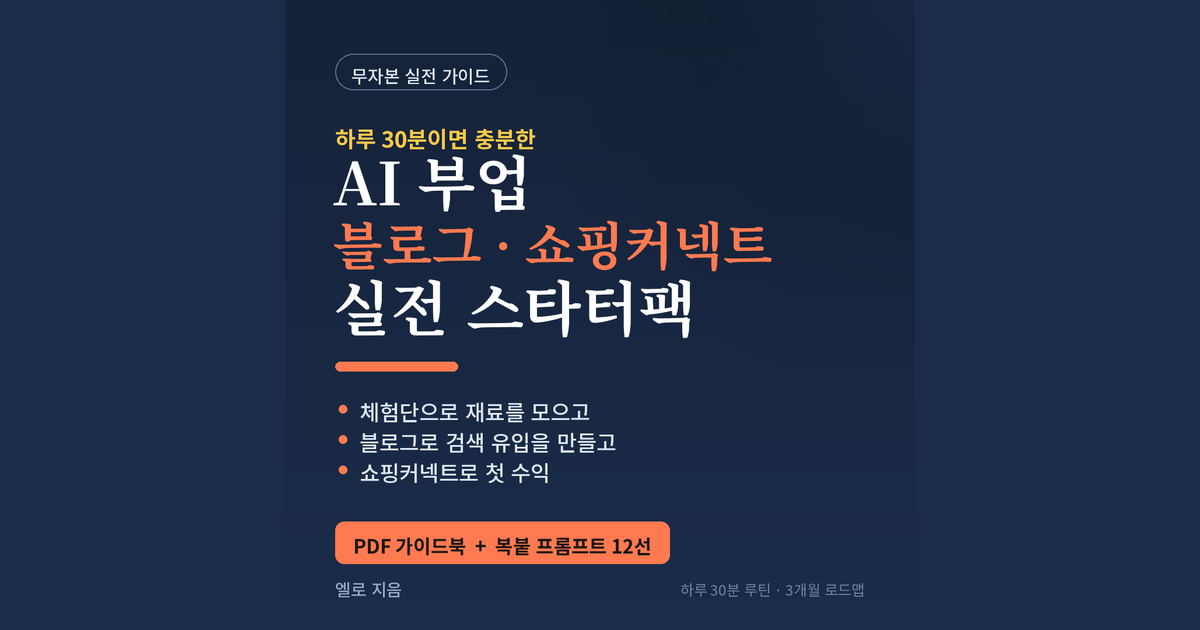 무자본 실전 가이드
하루 30분이면 충분한
AI 부업
블로그 · 쇼핑커넥트
실전 스타터팩
• 체험단으로 재료를 모으고
• 블로그로 검색 유입을 만들고
• 쇼핑커넥트로 첫 수익
PDF 가이드북 + 복붙 프롬프트 12선
엘로 지음
하루 30분 루틴 · 3개월 로드맵